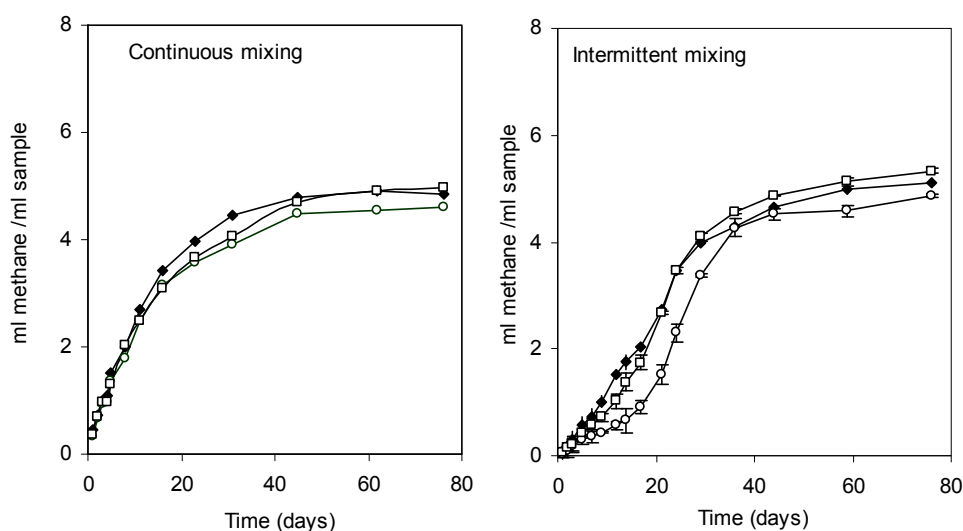 Continuous mixing
ml methane /ml sample
8
6
4
2
0
0 20 40 60 80
Time (days)
Intermittent mixing
ml methane /ml sample
8
6
4
2
0
0 20 40 60 80
Time (days)